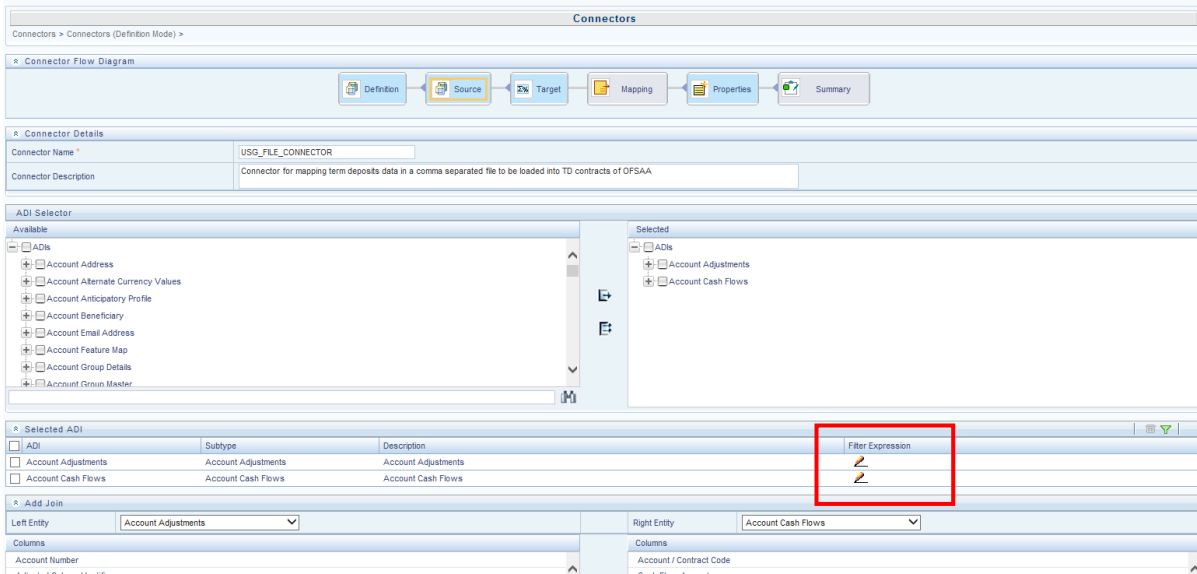 Connectors
Connectors > Connectors (Definition Mode) >
Connector Flow Diagram
Definition Source Target Mapping Properties Summary
Connector Details
Connector Name * USG_FILE_CONNECTOR
Connector Description Connector for mapping term deposits data in a comma separated file to be loaded into TD contracts of OFSAA
ADI Selector
Available Selected
ADIs ADIs
Account Address Account Adjustments
Account Alternate Currency Values Account Cash Flows
Account Anticipatory Profile
Account Beneficiary
Account Email Address
Account Feature Map
Account Group Details
Account Group Master
Selected ADI
ADI Subtype Description Filter Expression
Account Adjustments Account Adjustments Account Adjustments
Account Cash Flows Account Cash Flows Account Cash Flows
Add Join
Left Entity Account Adjustments Right Entity Account Cash Flows
Columns Columns
Account Number Account / Contract Code